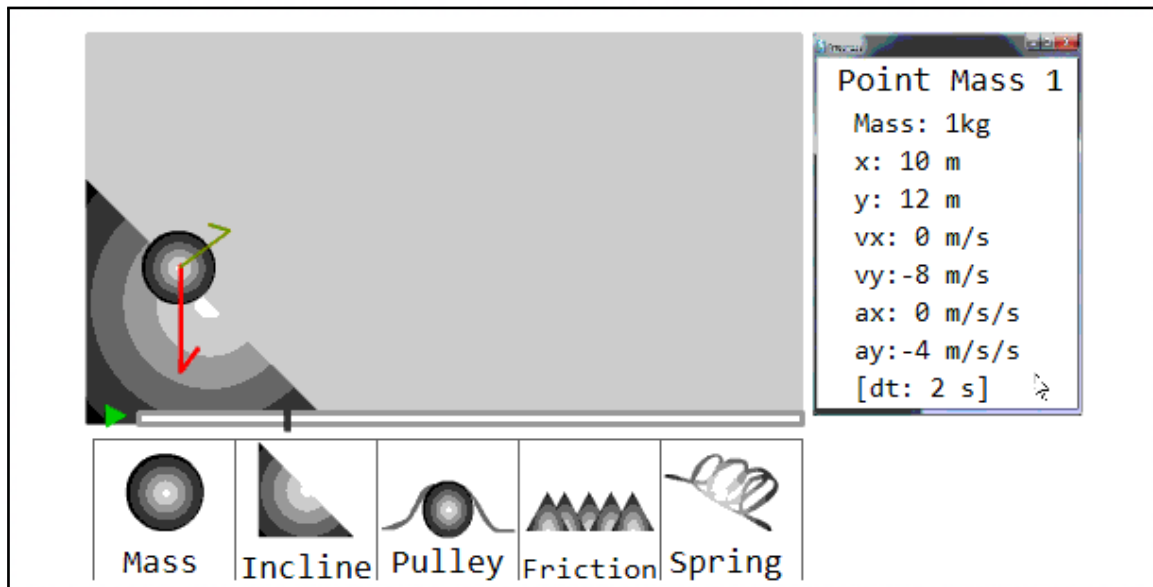 Point Mass 1
Mass: 1kg
x: 10 m
y: 12 m
vx: 0 m/s
vy:-8 m/s
ax: 0 m/s/s
ay:-4 m/s/s
[dt: 2 s]
Mass
Incline
Pulley
Friction
Spring